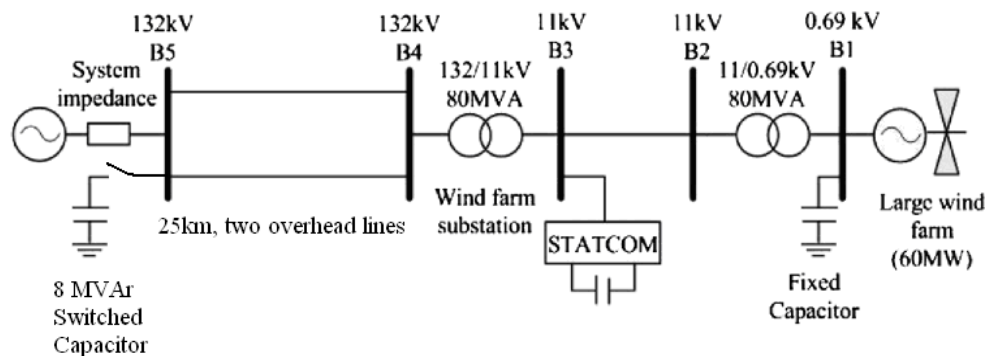 132kV
B5
132kV
B4
11kV
B3
11kV
B2
0.69 kV
B1
System
impedance
132/11kV
80MVA
11/0.69kV
80MVA
25km, two overhead lines
Wind farm
substation
STATCOM
Large wind
farm
(60MW)
Fixed
Capacitor
8 MVAr
Switched
Capacitor